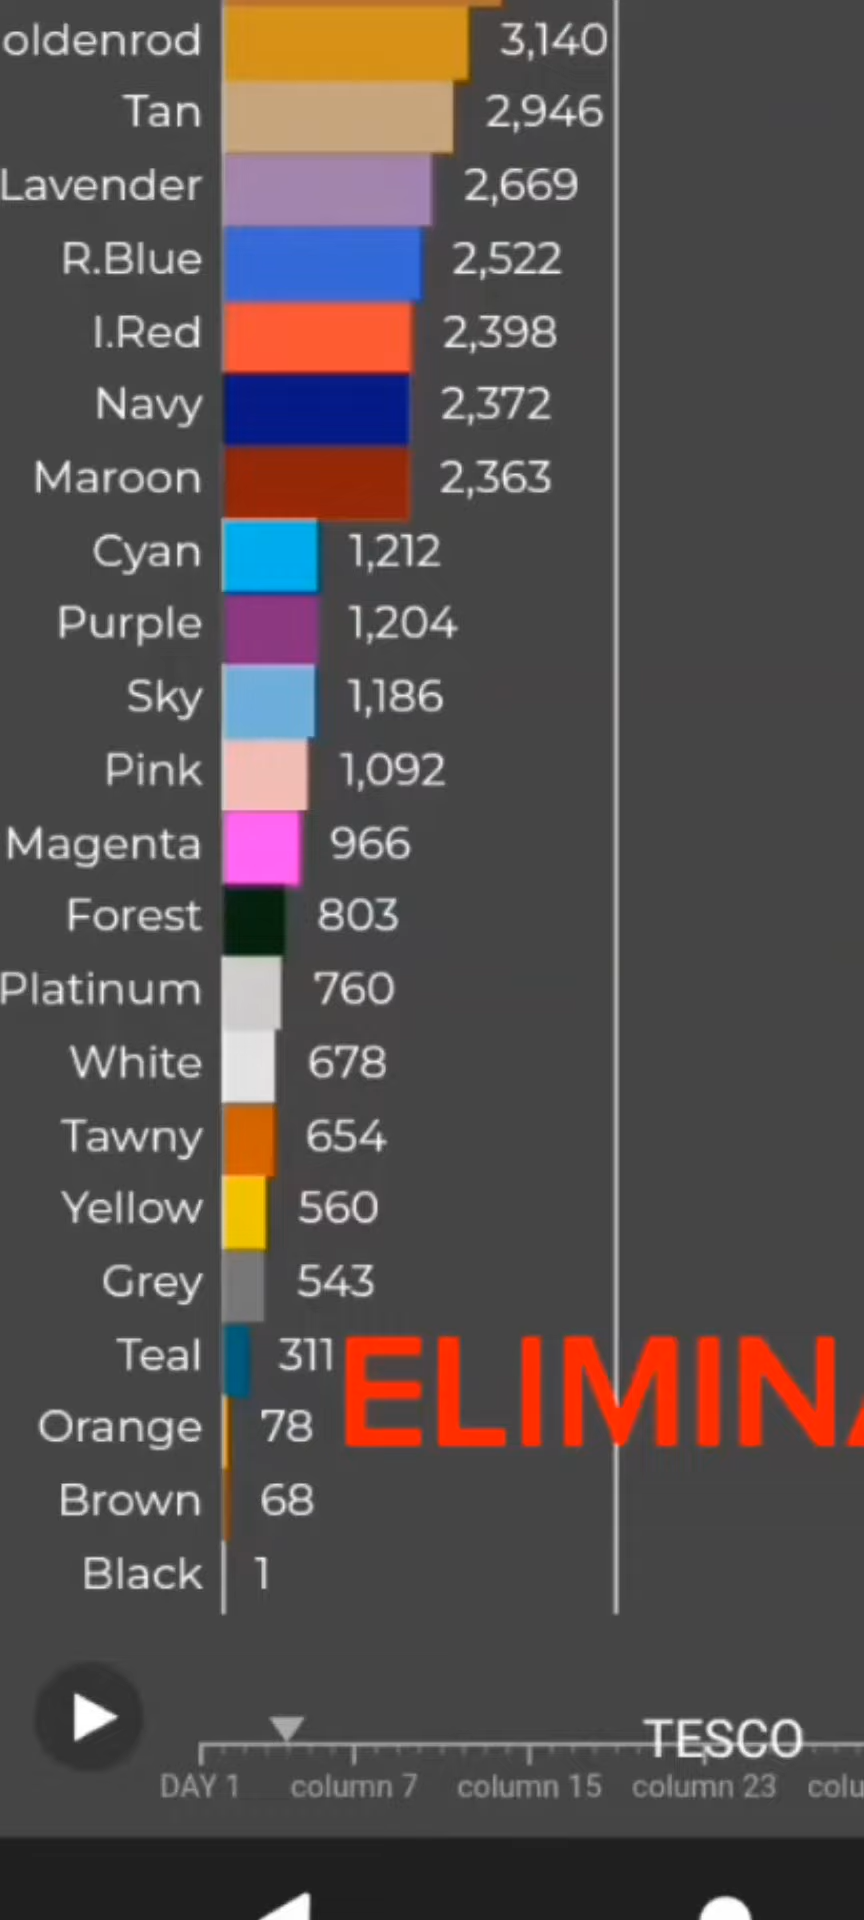 oldenrod 3,140
Tan 2,946
Lavender 2,669
R.Blue 2,522
I.Red 2,398
Navy 2,372
Maroon 2,363
Cyan 1,212
Purple 1,204
Sky 1,186
Pink 1,092
Magenta 966
Forest 803
Platinum 760
White 678
Tawny 654
Yellow 560
Grey 543
Teal 311
ELIMINA
Orange 78
Brown 68
Black 1
TESCO
DAY 1 column 7 column 15 column 23 colu